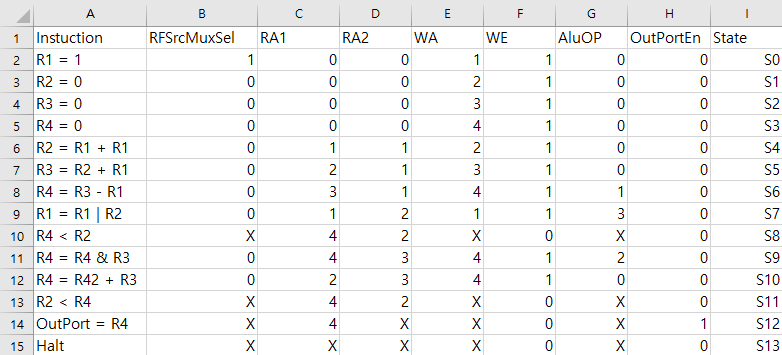 A B C D E F G H I
1 Instuction RFSrcMuxSel RA1 RA2 WA WE AluOP OutPortEn State
2 R1 = 1 1 0 0 1 1 0 0 S0
3 R2 = 0 0 0 0 2 1 0 0 S1
4 R3 = 0 0 0 0 3 1 0 0 S2
5 R4 = 0 0 0 0 4 1 0 0 S3
6 R2 = R1 + R1 0 1 1 2 1 0 0 S4
7 R3 = R2 + R1 0 2 1 3 1 0 0 S5
8 R4 = R3 - R1 0 3 1 4 1 1 0 S6
9 R1 = R1 | R2 0 1 2 1 1 3 0 S7
10 R4 < R2 X 4 2 X 0 X 0 S8
11 R4 = R4 & R3 0 4 3 4 1 2 0 S9
12 R4 = R42 + R3 0 2 3 4 1 0 0 S10
13 R2 < R4 X 4 2 X 0 X 0 S11
14 OutPort = R4 X 4 X X 0 X 1 S12
15 Halt X X X X 0 X 0 S13